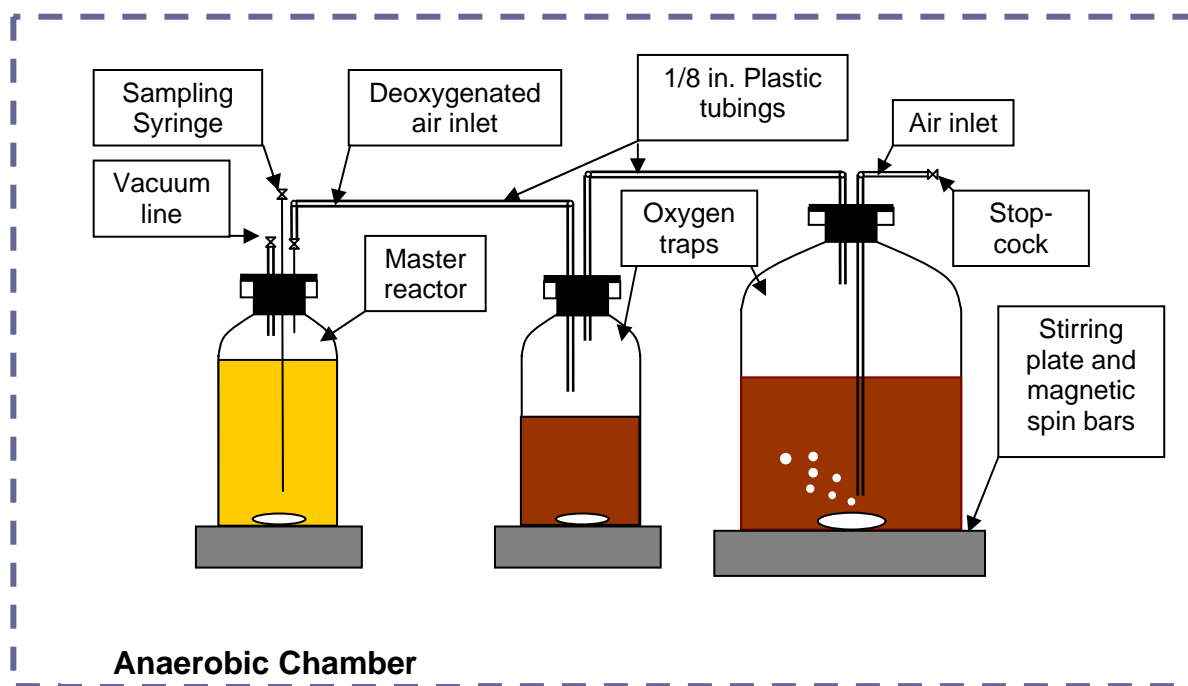 Sampling
Syringe
Deoxygenated
air inlet
1/8 in. Plastic
tubings
Air inlet
Vacuum
line
Oxygen
traps
Stop-
cock
Master
reactor
Stirring
plate and
magnetic
spin bars
Anaerobic Chamber